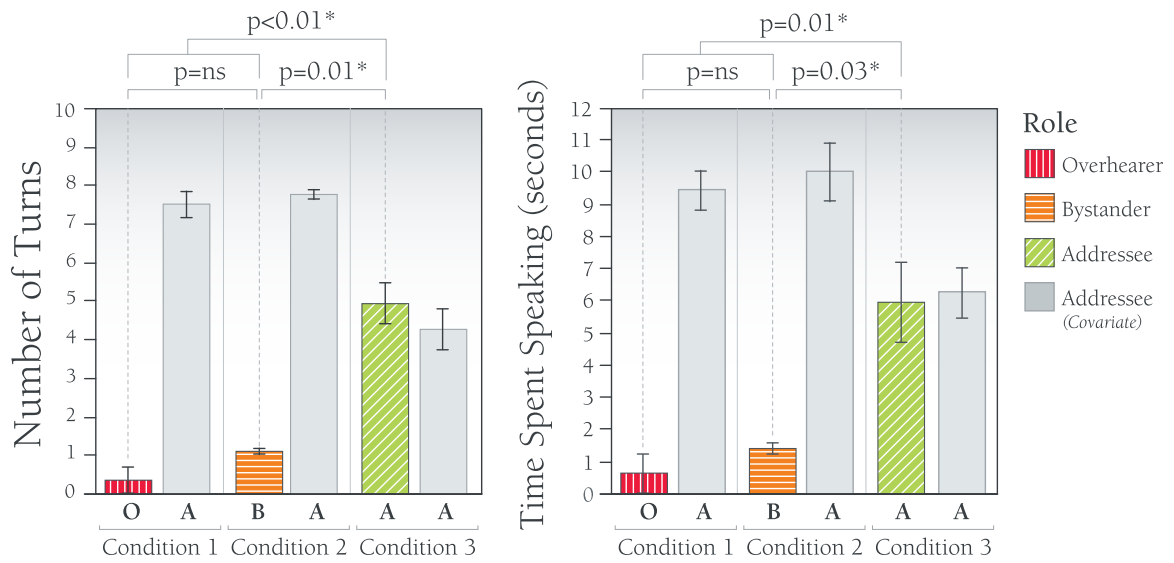 p<0.01*
p=ns
p=0.01*
Number of Turns
10
9
8
7
6
5
4
3
2
1
0
O
A
B
A
A
A
Condition 1
Condition 2
Condition 3
p=0.01*
p=ns
p=0.03*
Time Spent Speaking (seconds)
12
11
10
9
8
7
6
5
4
3
2
1
0
O
A
B
A
A
A
Condition 1
Condition 2
Condition 3
Role
Overhearer
Bystander
Addressee
Addressee
(Covariate)